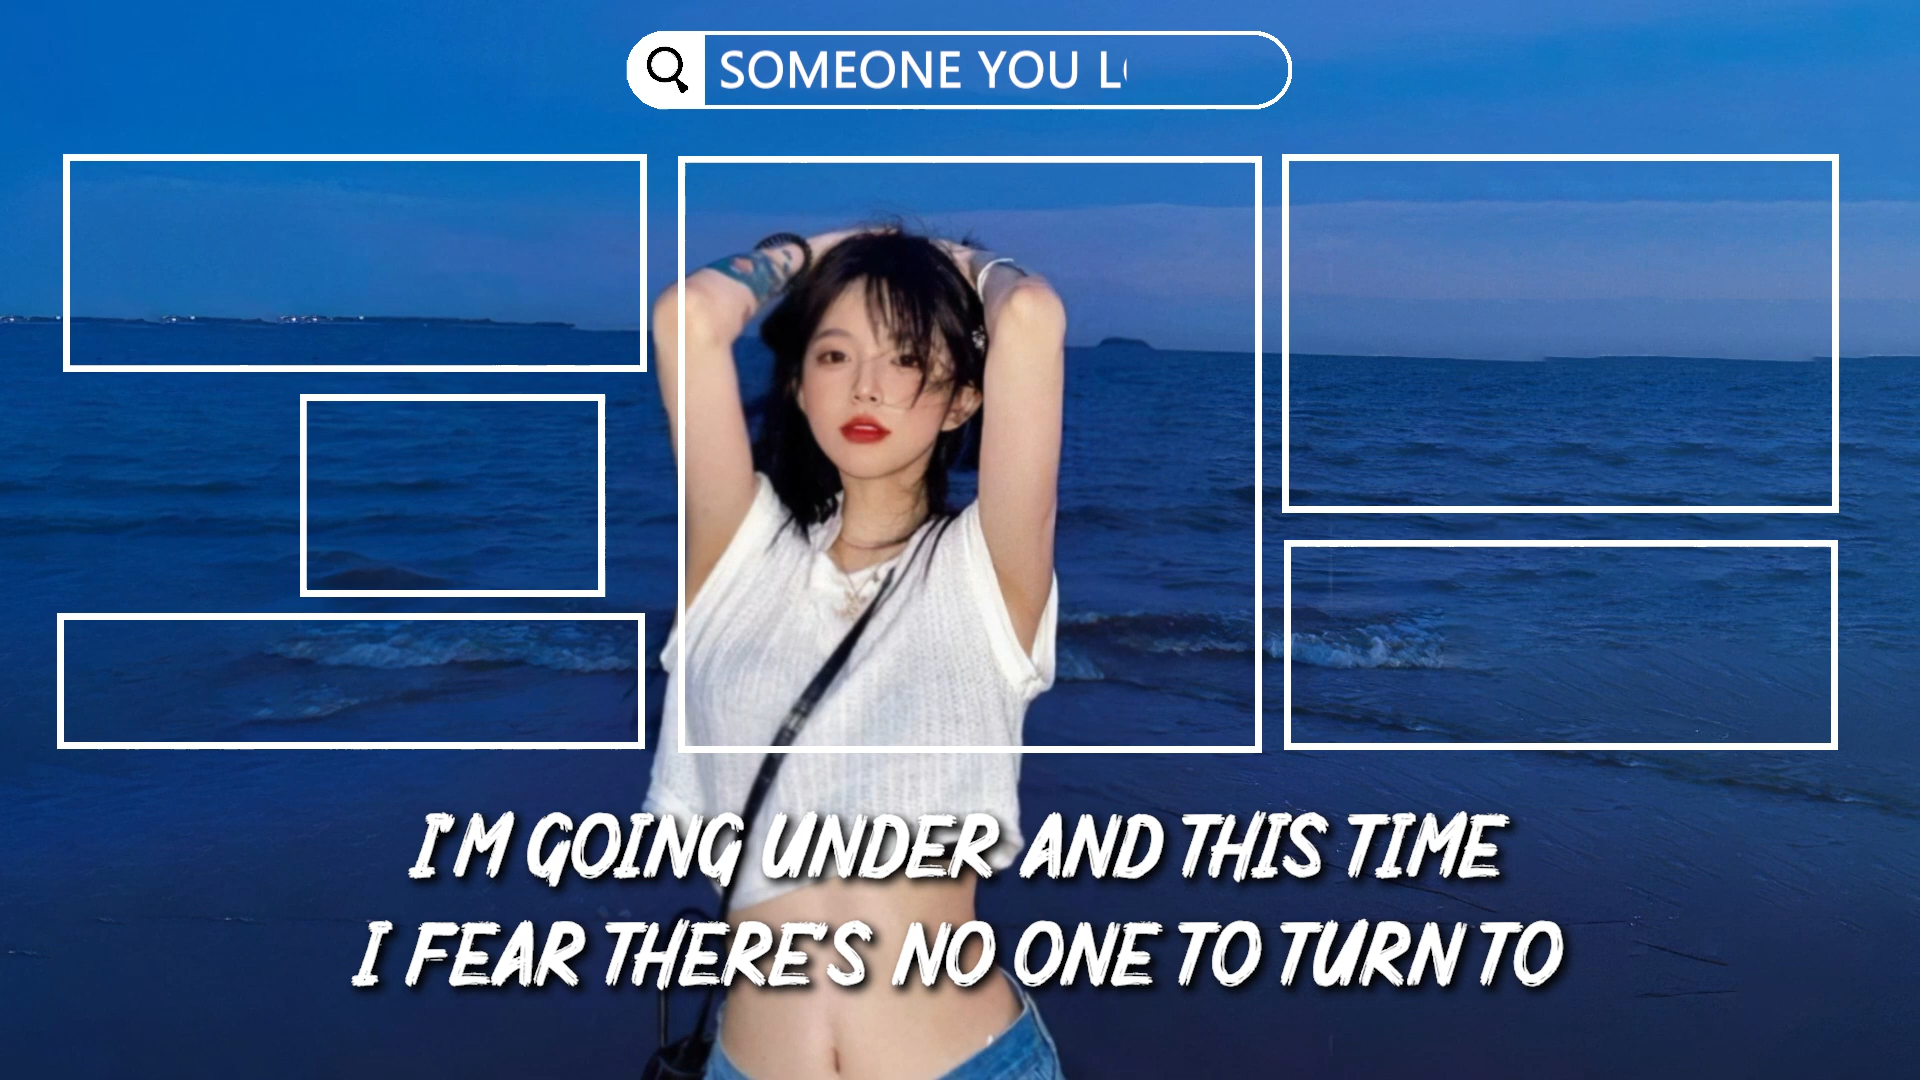 SOMEONE YOU L
I'M GOING UNDER AND THIS TIME
I FEAR THERE'S NO ONE TO TURN TO